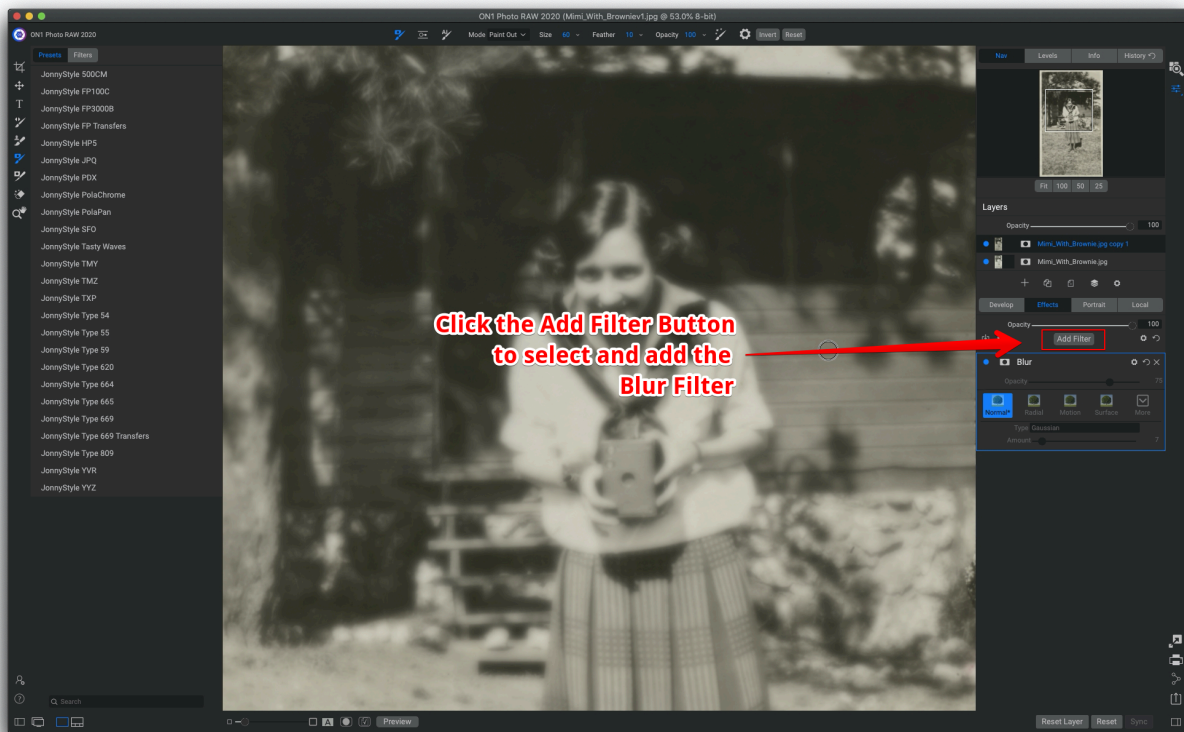 ON1 Photo RAW 2020 (Mimi_With_Browniev1.jpg @ 53.0% 8-bit)
ON1 Photo RAW 2020
Mode Paint Out Size 60 Feather 10 Opacity 100 Invert Reset
Presets Filters
JonnyStyle 500CM
JonnyStyle FP100C
JonnyStyle FP3000B
JonnyStyle FP Transfers
JonnyStyle HP5
JonnyStyle JPQ
JonnyStyle PDX
JonnyStyle PolaChrome
JonnyStyle PolaPan
JonnyStyle SFO
JonnyStyle Tasty Waves
JonnyStyle TMY
JonnyStyle TMZ
JonnyStyle TXP
JonnyStyle Type 54
JonnyStyle Type 55
JonnyStyle Type 59
JonnyStyle Type 620
JonnyStyle Type 664
JonnyStyle Type 665
JonnyStyle Type 669
JonnyStyle Type 669 Transfers
JonnyStyle Type 809
JonnyStyle YVR
JonnyStyle YYZ
Search
Click the Add Filter Button
to select and add the
Blur Filter
Nav Levels Info History
Fit 100 50 25
Layers
Opacity 100
Mimi_With_Brownie.jpg copy 1
Mimi_With_Brownie.jpg
Develop Effects Portrait Local
Opacity 100
Add Filter
Blur
Opacity 75
Normal* Radial Motion Surface More
Type Gaussian
Amount 7
A Preview
Reset Layer Reset Sync